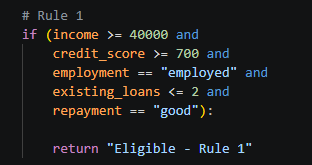 # Rule 1
if (income >= 40000 and
credit_score >= 700 and
employment == "employed" and
existing_loans <= 2 and
repayment == "good"):
return "Eligible - Rule 1"